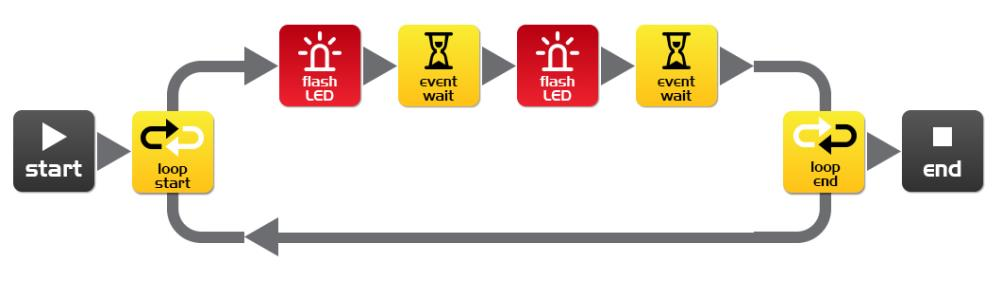 start
loop
start
flash
LED
event
wait
flash
LED
event
wait
loop
end
end